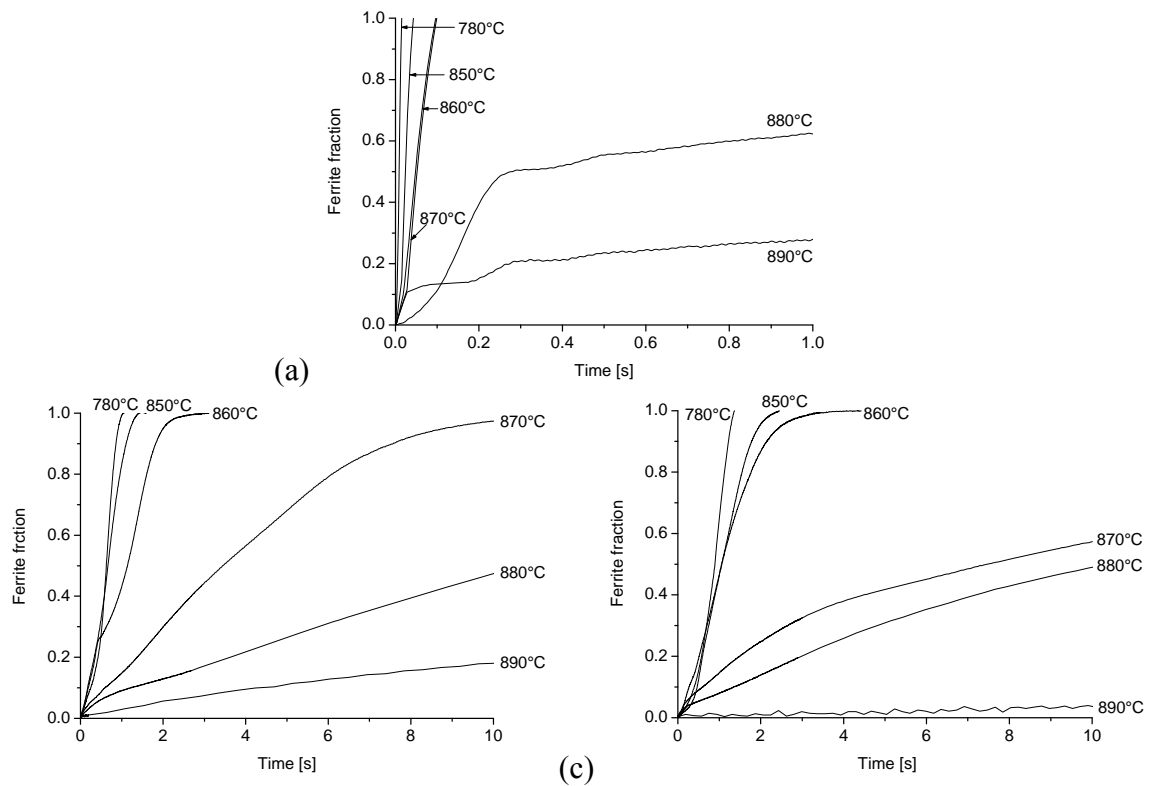 1.0
0.8
0.6
0.4
0.2
0.0
Ferrite fraction
780°C
850°C
860°C
870°C
880°C
890°C
0.0 0.2 0.4 0.6 0.8 1.0
Time [s]
(a)
1.0
0.8
0.6
0.4
0.2
0.0
Ferrite frction
780°C 850°C 860°C
870°C
880°C
890°C
0 2 4 6 8 10
Time [s]
1.0
0.8
0.6
0.4
0.2
0.0
Ferrite fraction
780°C
850°C
860°C
870°C
880°C
890°C
0 2 4 6 8 10
Time [s]
(c)